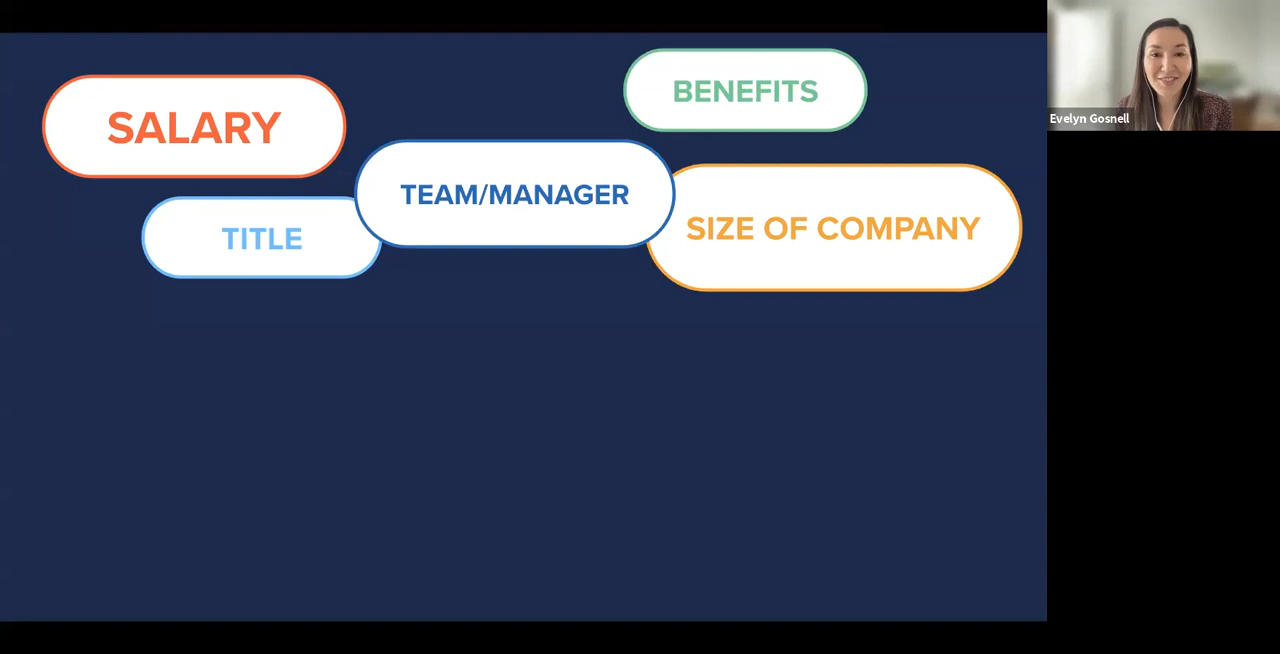 SALARY
BENEFITS
TEAM/MANAGER
TITLE
SIZE OF COMPANY
Evelyn Gosnell